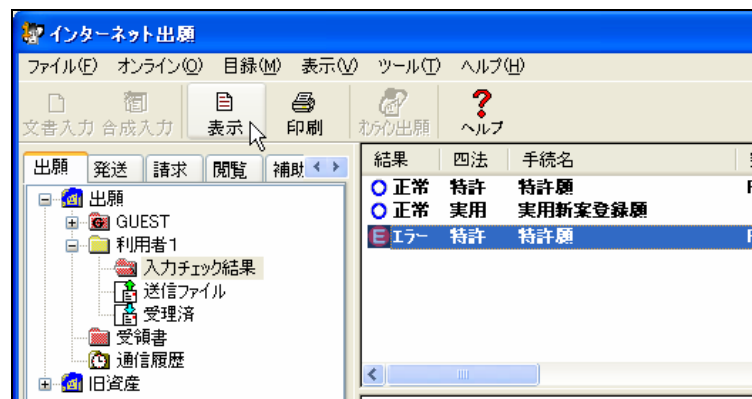 インターネット出願
ファイル(F) オンライン(O) 目録(M) 表示(V) ツール(T) ヘルプ(H)
文書入力 合成入力 表示 印刷 オンライン出願 ヘルプ
出願 発送 請求 閲覧 補助
結果 四法 手続名
正常 特許 特許願
正常 実用 実用新案登録願
E エラー 特許 特許願
出願
G GUEST
利用者1
入力チェック結果
送信ファイル
受理済
受領書
通信履歴
旧資産